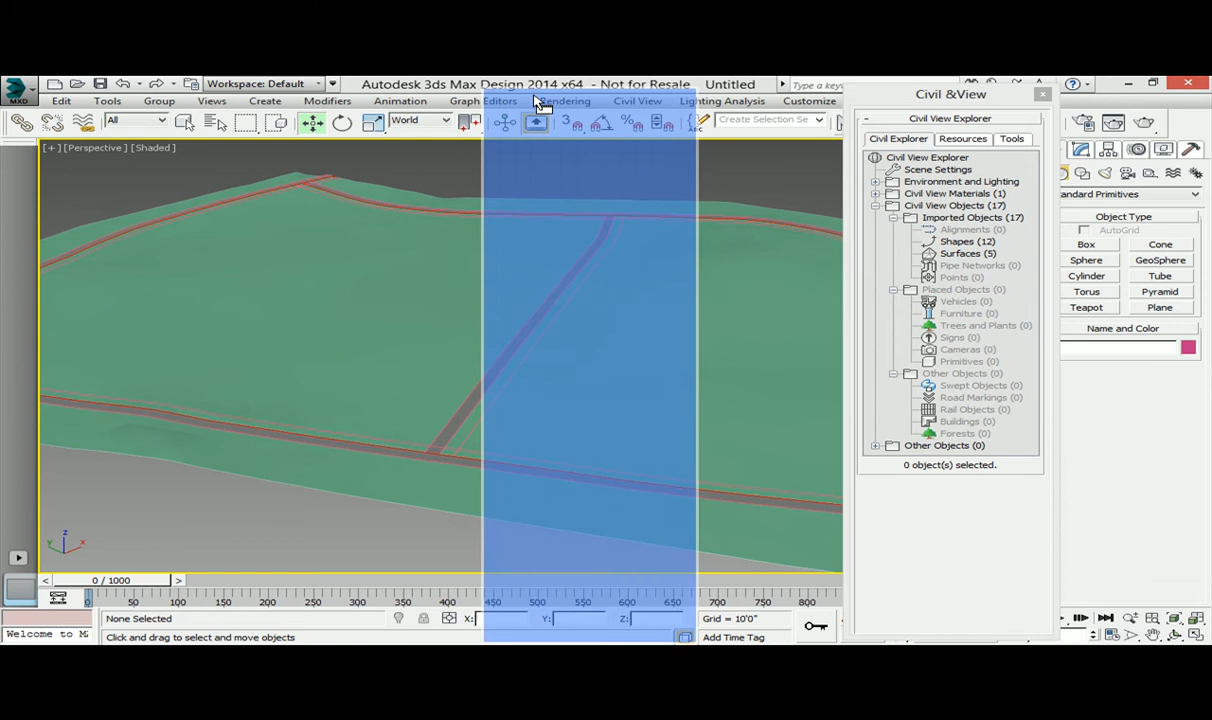 Workspace: Default
Autodesk 3ds Max Design 2014 x64 - Not for Resale Untitled
MXD
Edit Tools Group Views Create Modifiers Animation Graph Editors Rendering Civil View Lighting Analysis Customize
All
World
3
%
ABC
Create Selection Se
[+] [Perspective] [Shaded]
Civil &View
Civil View Explorer
Civil Explorer Resources Tools
Civil View Explorer
Scene Settings
Environment and Lighting
Civil View Materials (1)
Civil View Objects (17)
Imported Objects (17)
Alignments (0)
Shapes (12)
Surfaces (5)
Pipe Networks (0)
Points (0)
Placed Objects (0)
Vehicles (0)
Furniture (0)
Trees and Plants (0)
Signs (0)
Cameras (0)
Primitives (0)
Other Objects (0)
Swept Objects (0)
Road Markings (0)
Rail Objects (0)
Buildings (0)
Forests (0)
Other Objects (0)
0 object(s) selected.
tandard Primitives
Object Type
AutoGrid
Box Cone
Sphere GeoSphere
Cylinder Tube
Torus Pyramid
Teapot Plane
Name and Color
z
y x
< 0 / 1000 >
0 50 100 150 200 250 300 350 400 450 500 550 600 650 700 750 800
None Selected
X: Y: Z:
Grid = 10'0"
Welcome to M
Click and drag to select and move objects
Add Time Tag